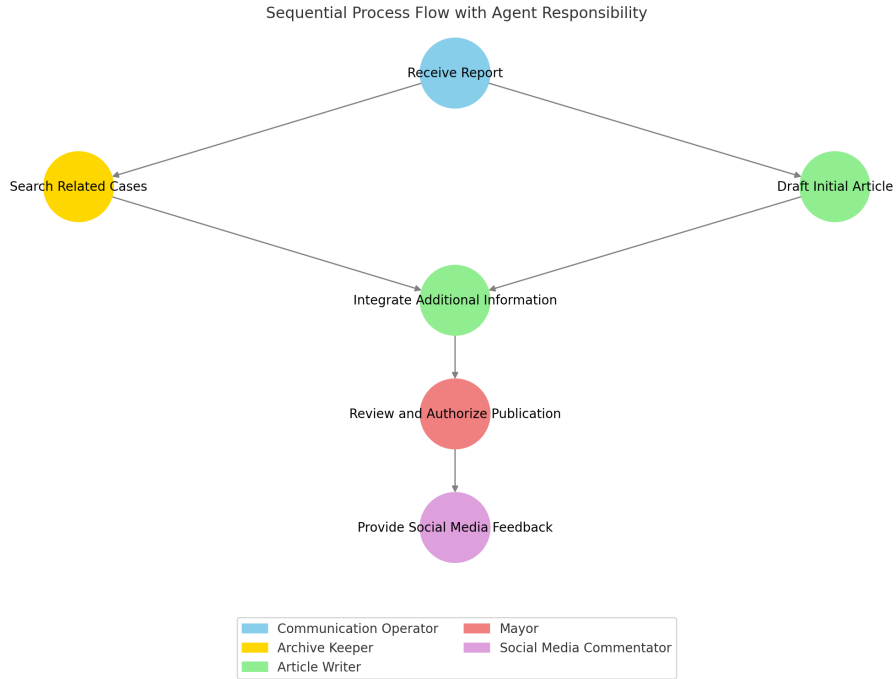 Sequential Process Flow with Agent Responsibility
Receive Report
Search Related Cases
Draft Initial Article
Integrate Additional Information
Review and Authorize Publication
Provide Social Media Feedback
Communication Operator
Archive Keeper
Article Writer
Mayor
Social Media Commentator